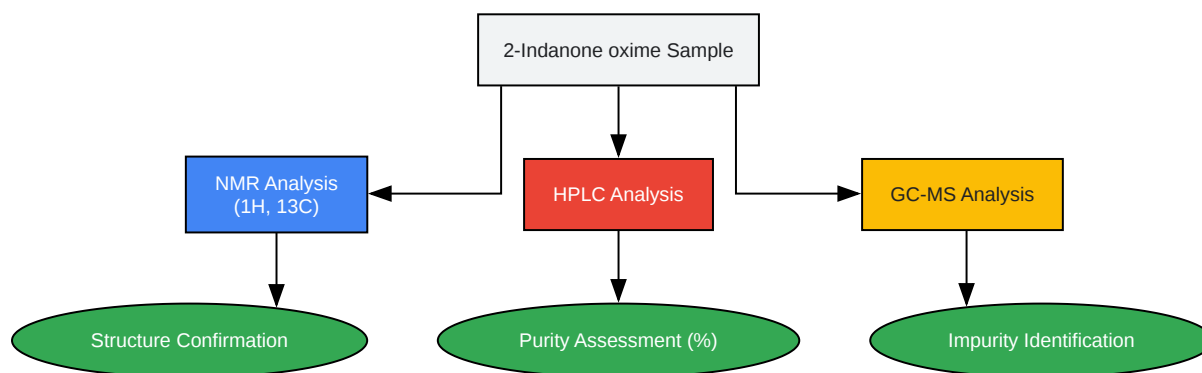 2-Indanone oxime Sample
NMR Analysis
(1H, 13C)
HPLC Analysis
GC-MS Analysis
Structure Confirmation
Purity Assessment (%)
Impurity Identification